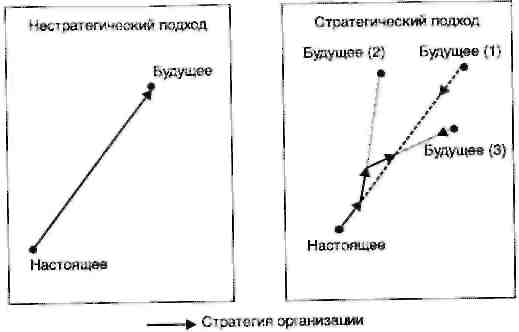 Нестратегический подход
Будущее
Настоящее
Стратегический подход
Будущее (2)
Будущее (1)
Будущее (3)
Настоящее
Стратегия организации